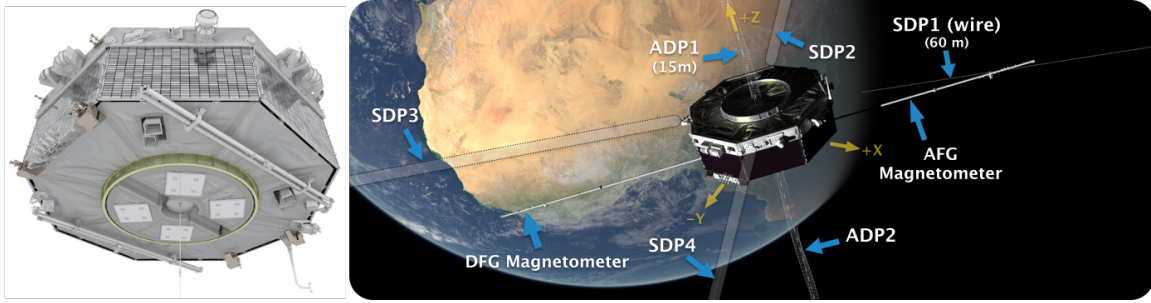 +Z
ADP1
(15m)
SDP2
SDP1 (wire)
(60 m)
SDP3
+X
AFG
Magnetometer
-Y
SDP4
ADP2
DFG Magnetometer